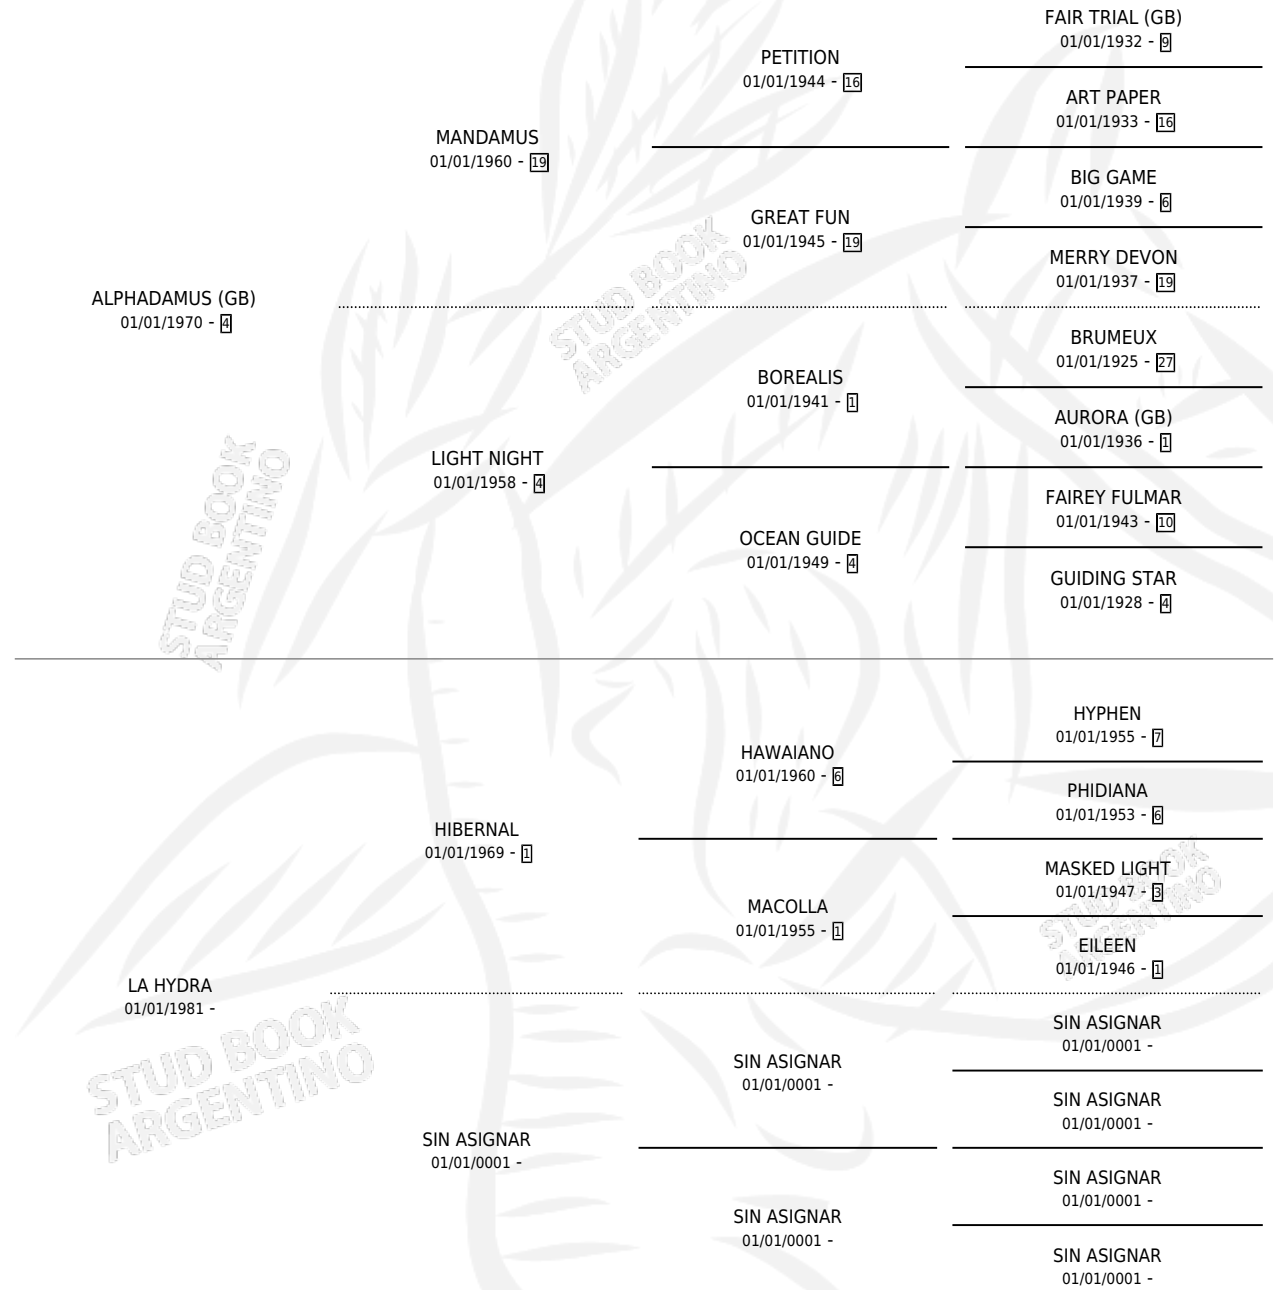 FAIR TRIAL (GB)
01/01/1932 - 9
PETITION
01/01/1944 - 16
ART PAPER
01/01/1933 - 16
MANDAMUS
01/01/1960 - 19
BIG GAME
01/01/1939 - 6
GREAT FUN
01/01/1945 - 19
MERRY DEVON
01/01/1937 - 19
ALPHADAMUS (GB)
01/01/1970 - 4
BRUMEUX
01/01/1925 - 27
BOREALIS
01/01/1941 - 1
AURORA (GB)
01/01/1936 - 1
LIGHT NIGHT
01/01/1958 - 4
FAIREY FULMAR
01/01/1943 - 10
OCEAN GUIDE
01/01/1949 - 4
GUIDING STAR
01/01/1928 - 4
STUD BOOK
ARGENTINO
STUD BOOK
ARGENTINO
HYPHEN
01/01/1955 - 7
HAWAIANO
01/01/1960 - 6
PHIDIANA
01/01/1953 - 6
HIBERNAL
01/01/1969 - 1
MASKED LIGHT
01/01/1947 - 3
MACOLLA
01/01/1955 - 1
EILEEN
01/01/1946 - 1
STUD BOOK
ARGENTINO
LA HYDRA
01/01/1981 -
SIN ASIGNAR
01/01/0001 -
SIN ASIGNAR
01/01/0001 -
SIN ASIGNAR
01/01/0001 -
SIN ASIGNAR
01/01/0001 -
SIN ASIGNAR
01/01/0001 -
SIN ASIGNAR
01/01/0001 -
SIN ASIGNAR
01/01/0001 -
STUD BOOK
ARGENTINO